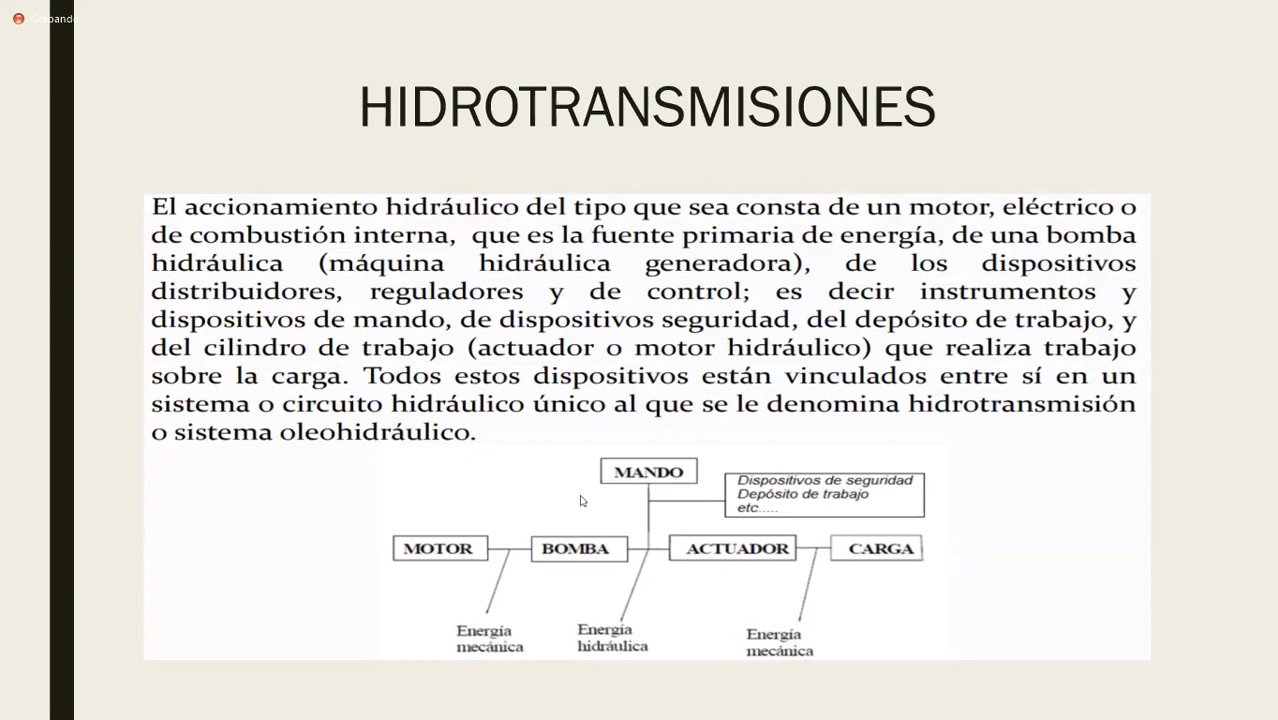 Grabando
HIDROTRANSMISIONES
El accionamiento hidráulico del tipo que sea consta de un motor, eléctrico o
de combustión interna, que es la fuente primaria de energía, de una bomba
hidráulica (máquina hidráulica generadora), de los dispositivos
distribuidores, reguladores y de control; es decir instrumentos y
dispositivos de mando, de dispositivos seguridad, del depósito de trabajo, y
del cilindro de trabajo (actuador o motor hidráulico) que realiza trabajo
sobre la carga. Todos estos dispositivos están vinculados entre sí en un
sistema o circuito hidráulico único al que se le denomina hidrotransmisión
o sistema oleohidráulico.
MANDO
Dispositivos de seguridad
Depósito de trabajo
etc.....
MOTOR
BOMBA
ACTUADOR
CARGA
Energía
mecánica
Energía
hidráulica
Energía
mecánica